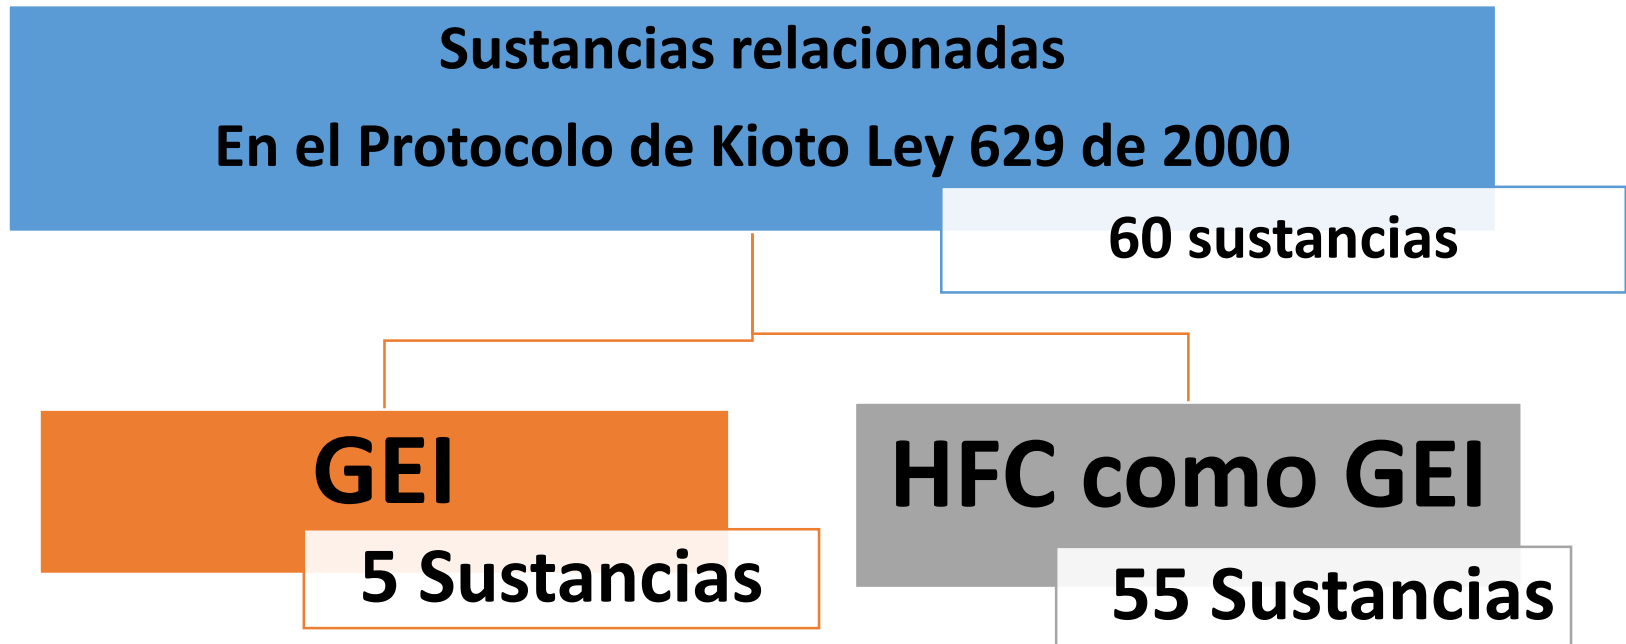 Sustancias relacionadas
En el Protocolo de Kioto Ley 629 de 2000
60 sustancias
GEI
5 Sustancias
HFC como GEI
55 Sustancias